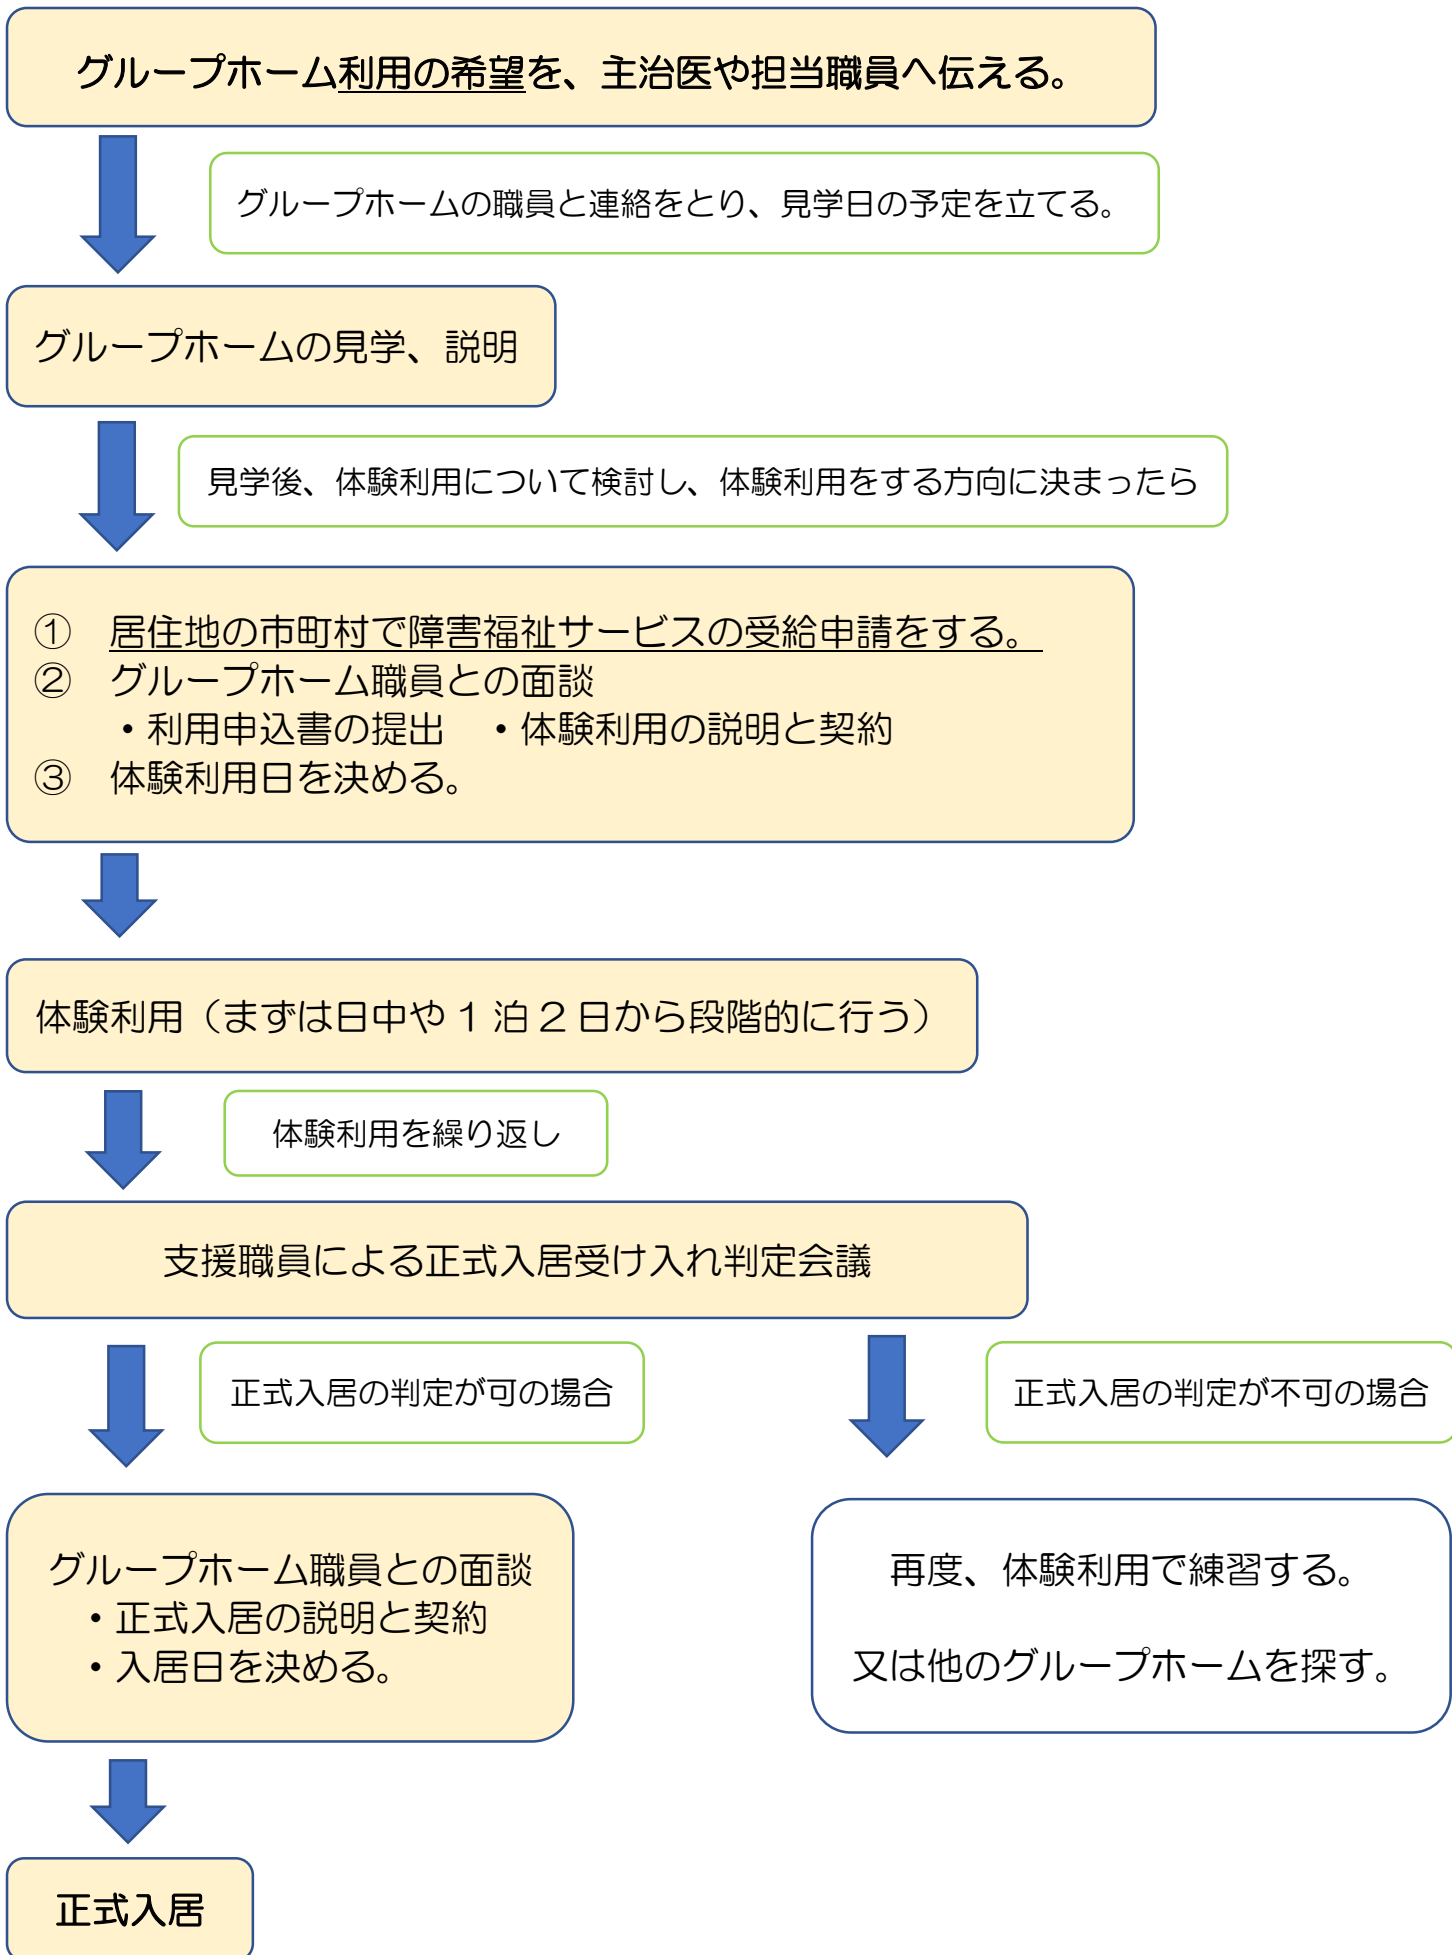 グループホーム利用の希望を、主治医や担当職員へ伝える。
グループホームの職員と連絡をとり、見学日の予定を立てる。
グループホームの見学、説明
見学後、体験利用について検討し、体験利用をする方向に決まったら
①　居住地の市町村で障害福祉サービスの受給申請をする。
②　グループホーム職員との面談
・利用申込書の提出　・体験利用の説明と契約
③　体験利用日を決める。
体験利用（まずは日中や１泊２日から段階的に行う）
体験利用を繰り返し
支援職員による正式入居受け入れ判定会議
正式入居の判定が可の場合
正式入居の判定が不可の場合
グループホーム職員との面談
・正式入居の説明と契約
・入居日を決める。
再度、体験利用で練習する。
又は他のグループホームを探す。
正式入居